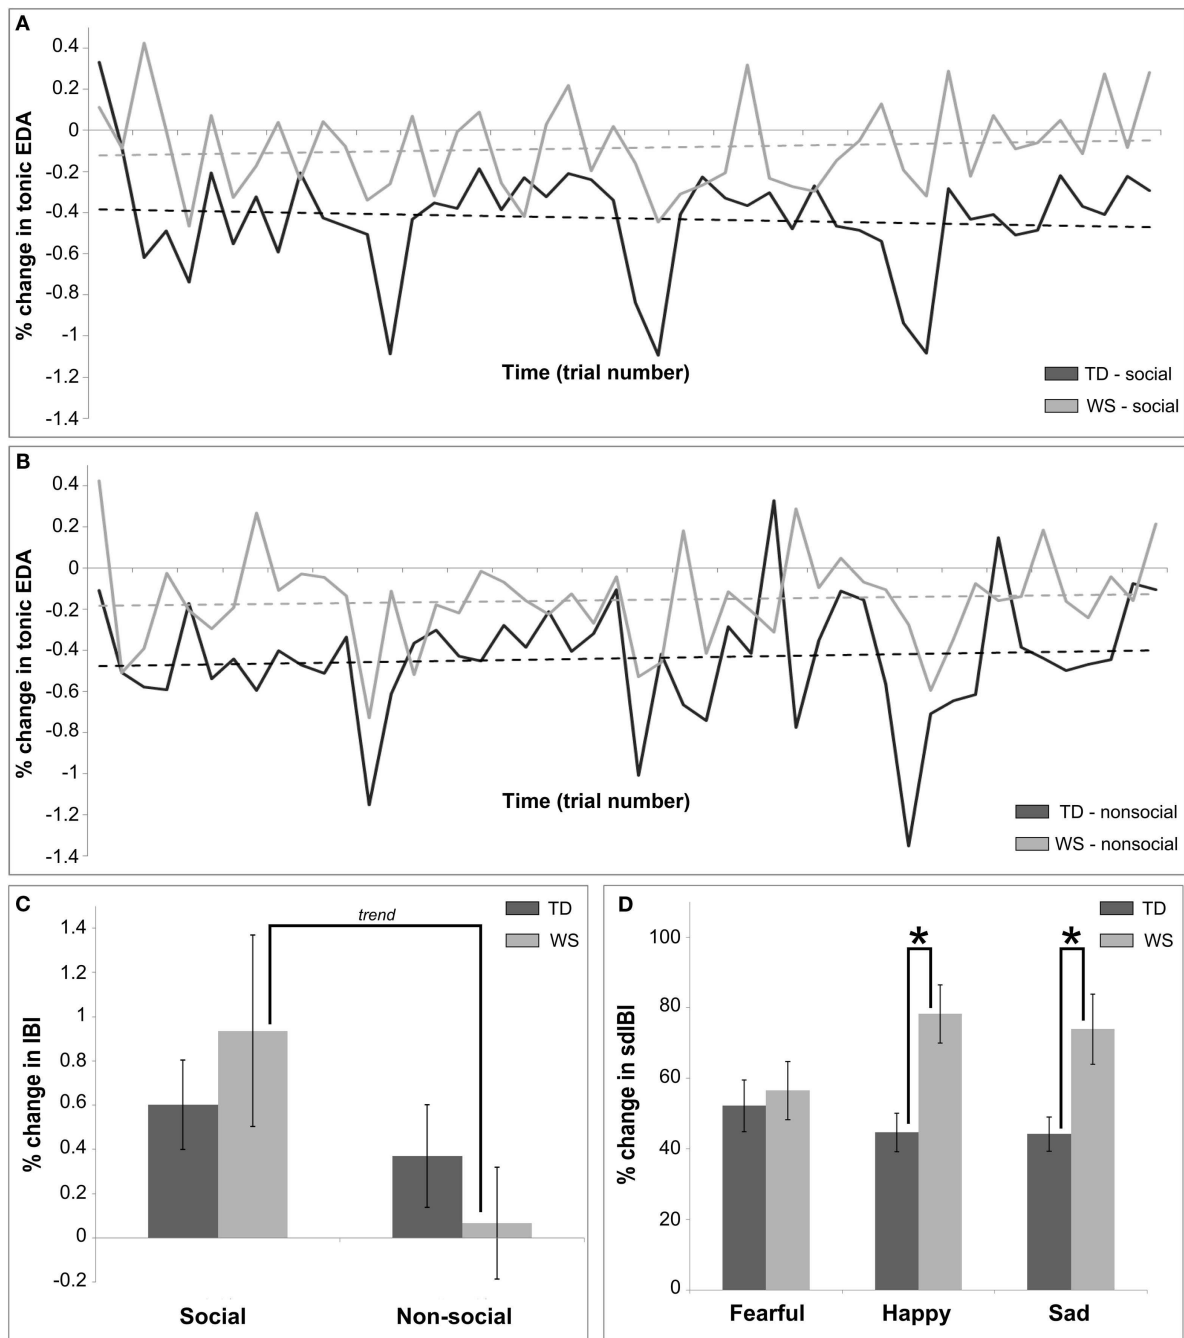 A
% change in tonic EDA
0.4
0.2
0
-0.2
-0.4
-0.6
-0.8
-1
-1.2
-1.4
Time (trial number)
TD - social
WS - social
B
% change in tonic EDA
0.4
0.2
0
-0.2
-0.4
-0.6
-0.8
-1
-1.2
-1.4
Time (trial number)
TD - nonsocial
WS - nonsocial
C
% change in IBI
1.4
1.2
1
0.8
0.6
0.4
0.2
0
-0.2
trend
TD
WS
Social
Non-social
D
% change in sdIBI
100
80
60
40
20
0
*
*
TD
WS
Fearful
Happy
Sad